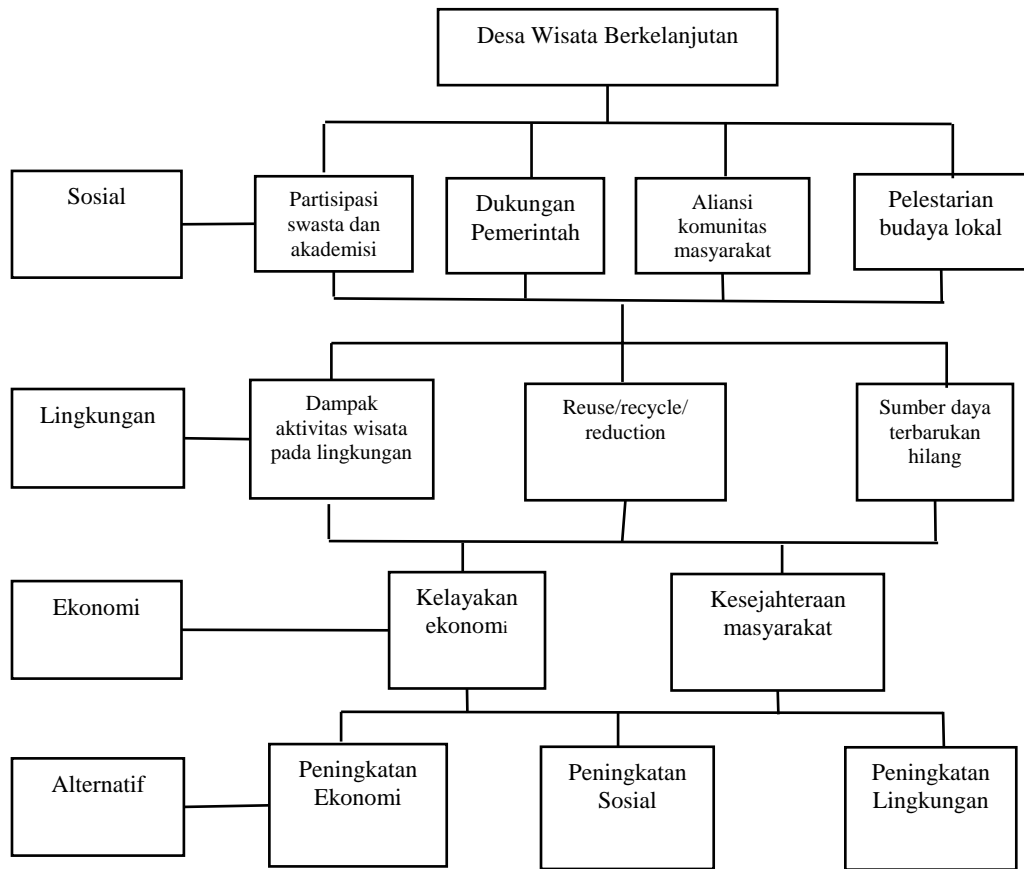 Desa Wisata Berkelanjutan
Sosial
Partisipasi
swasta dan
akademisi
Dukungan
Pemerintah
Aliansi
komunitas
masyarakat
Pelestarian
budaya lokal
Lingkungan
Dampak
aktivitas wisata
pada lingkungan
Reuse/recycle/
reduction
Sumber daya
terbarukan
hilang
Ekonomi
Kelayakan
ekonomi
Kesejahteraan
masyarakat
Alternatif
Peningkatan
Ekonomi
Peningkatan
Sosial
Peningkatan
Lingkungan